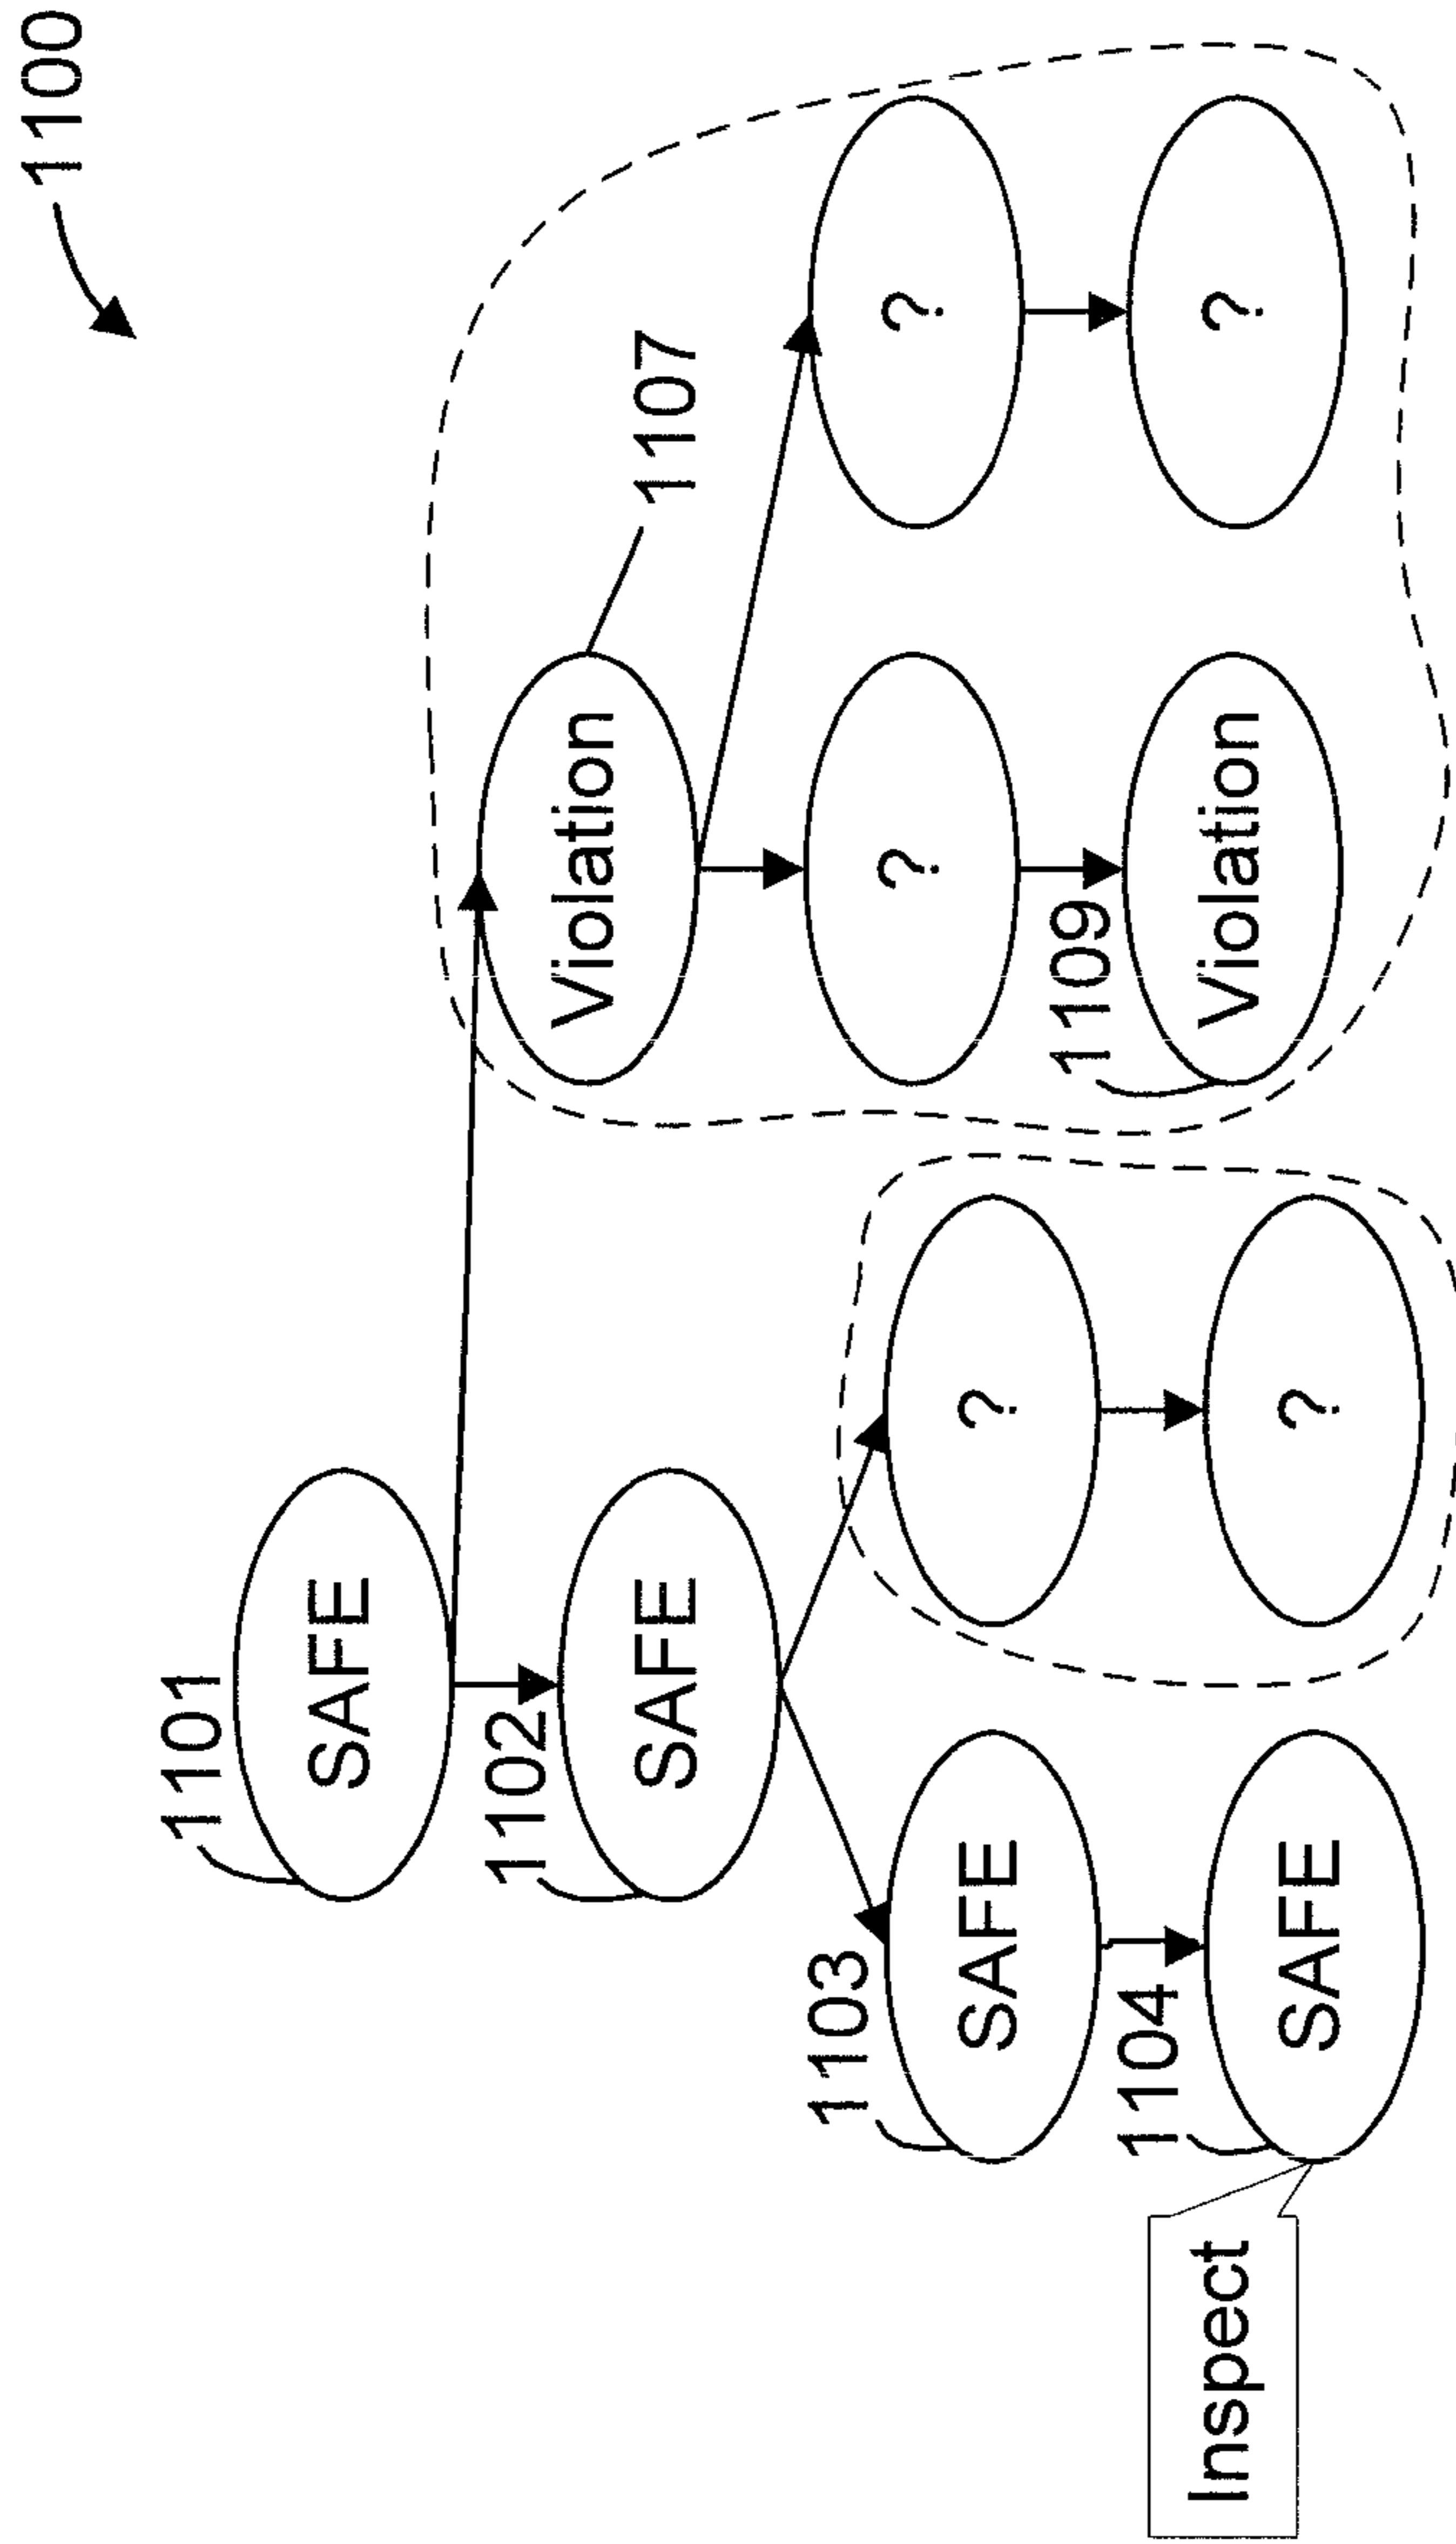 1100
1101
SAFE
1102
Violation
SAFE
1107
1103
?
?
SAFE
?
1109
1104
Inspect
Violation
?
SAFE
?